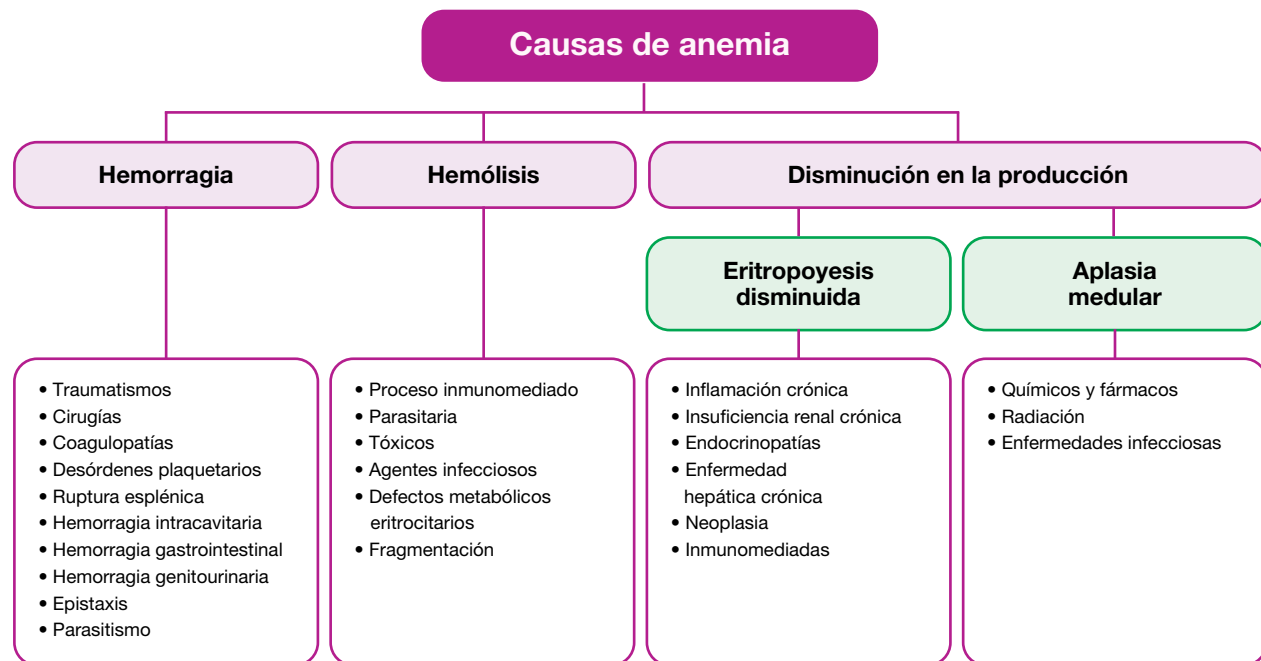 Causas de anemia
Hemorragia
Hemólisis
Disminución en la producción
Eritropoyesis
disminuida
Aplasia
medular
• Traumatismos
• Cirugías
• Coagulopatías
• Desórdenes plaquetarios
• Ruptura esplénica
• Hemorragia intracavitaria
• Hemorragia gastrointestinal
• Hemorragia genitourinaria
• Epistaxis
• Parasitismo
• Proceso inmunomediado
• Parasitaria
• Tóxicos
• Agentes infecciosos
• Defectos metabólicos
eritrocitarios
• Fragmentación
• Inflamación crónica
• Insuficiencia renal crónica
• Endocrinopatías
• Enfermedad
hepática crónica
• Neoplasia
• Inmunomediadas
• Químicos y fármacos
• Radiación
• Enfermedades infecciosas